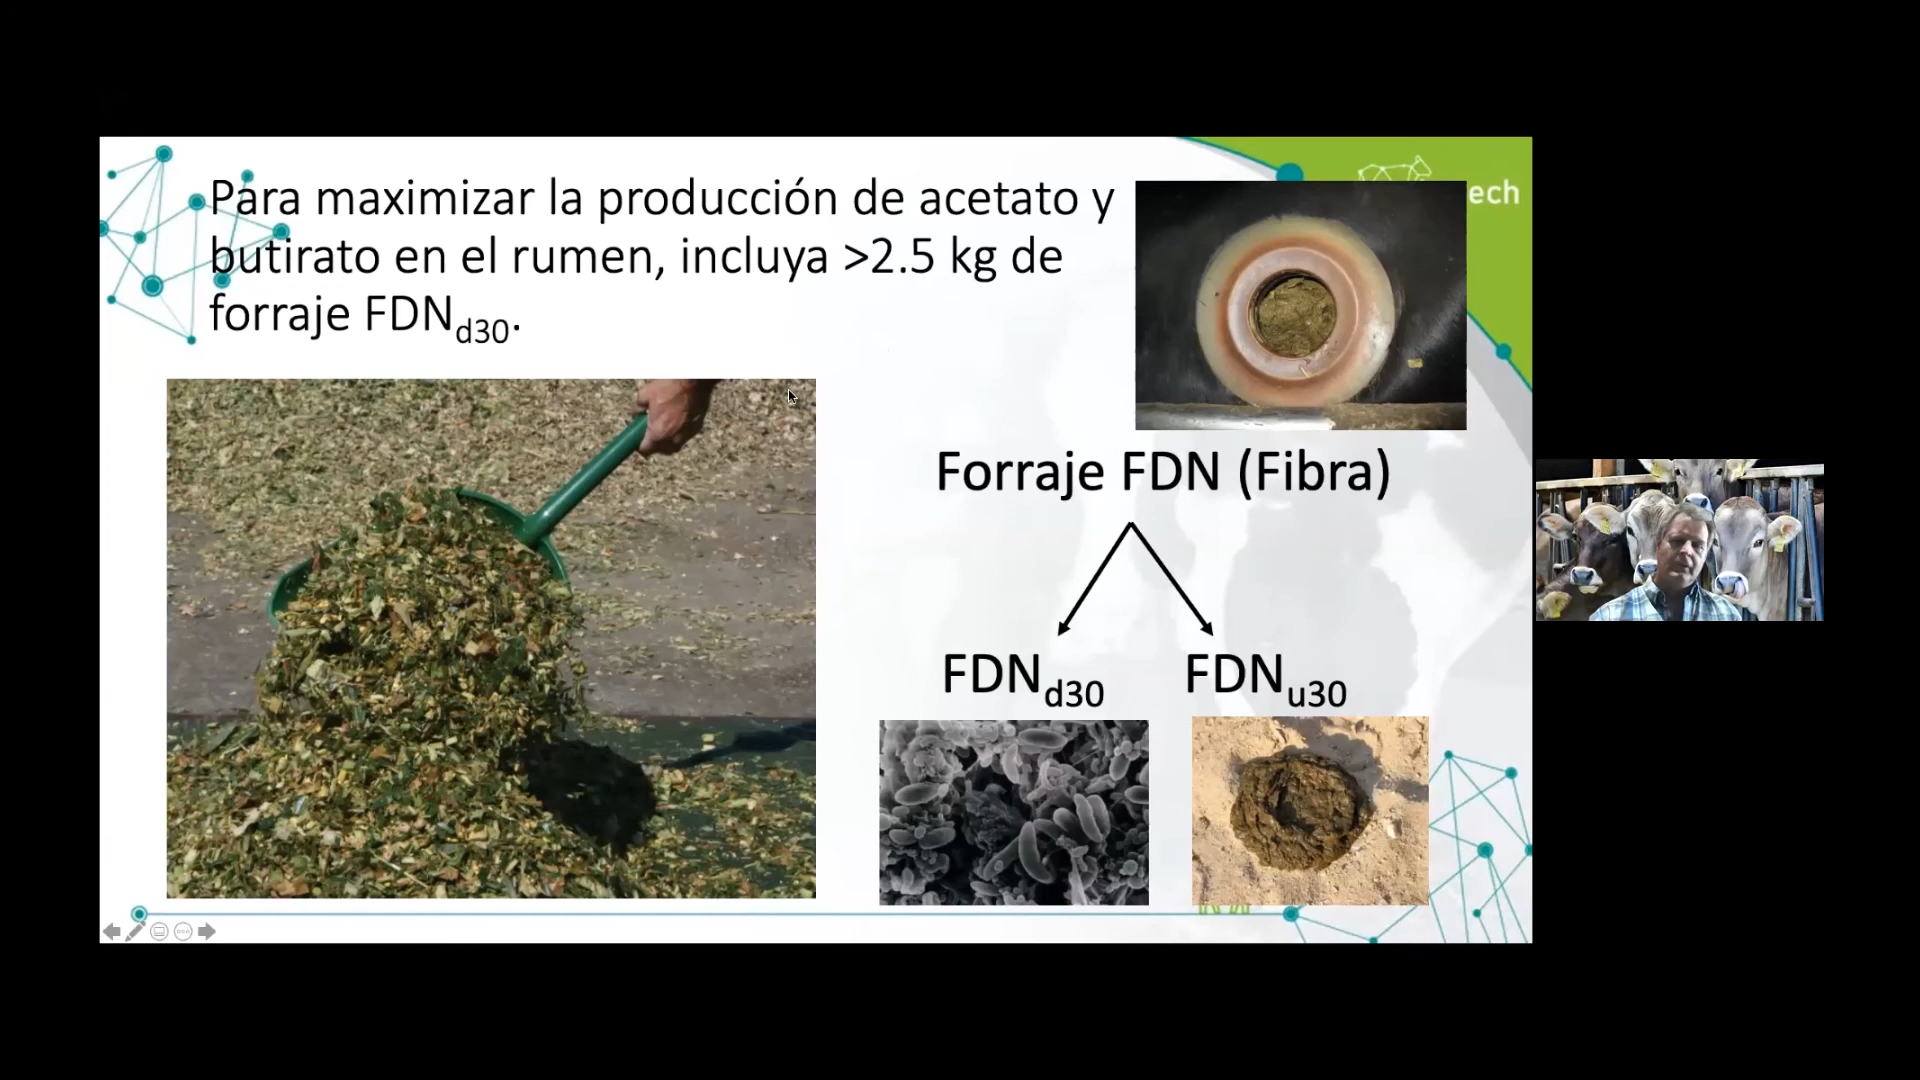 Para maximizar la producción de acetato y
butirato en el rumen, incluya >2.5 kg de
forraje FDNd30.
ech
Forraje FDN (Fibra)
FDNd30
FDNu30